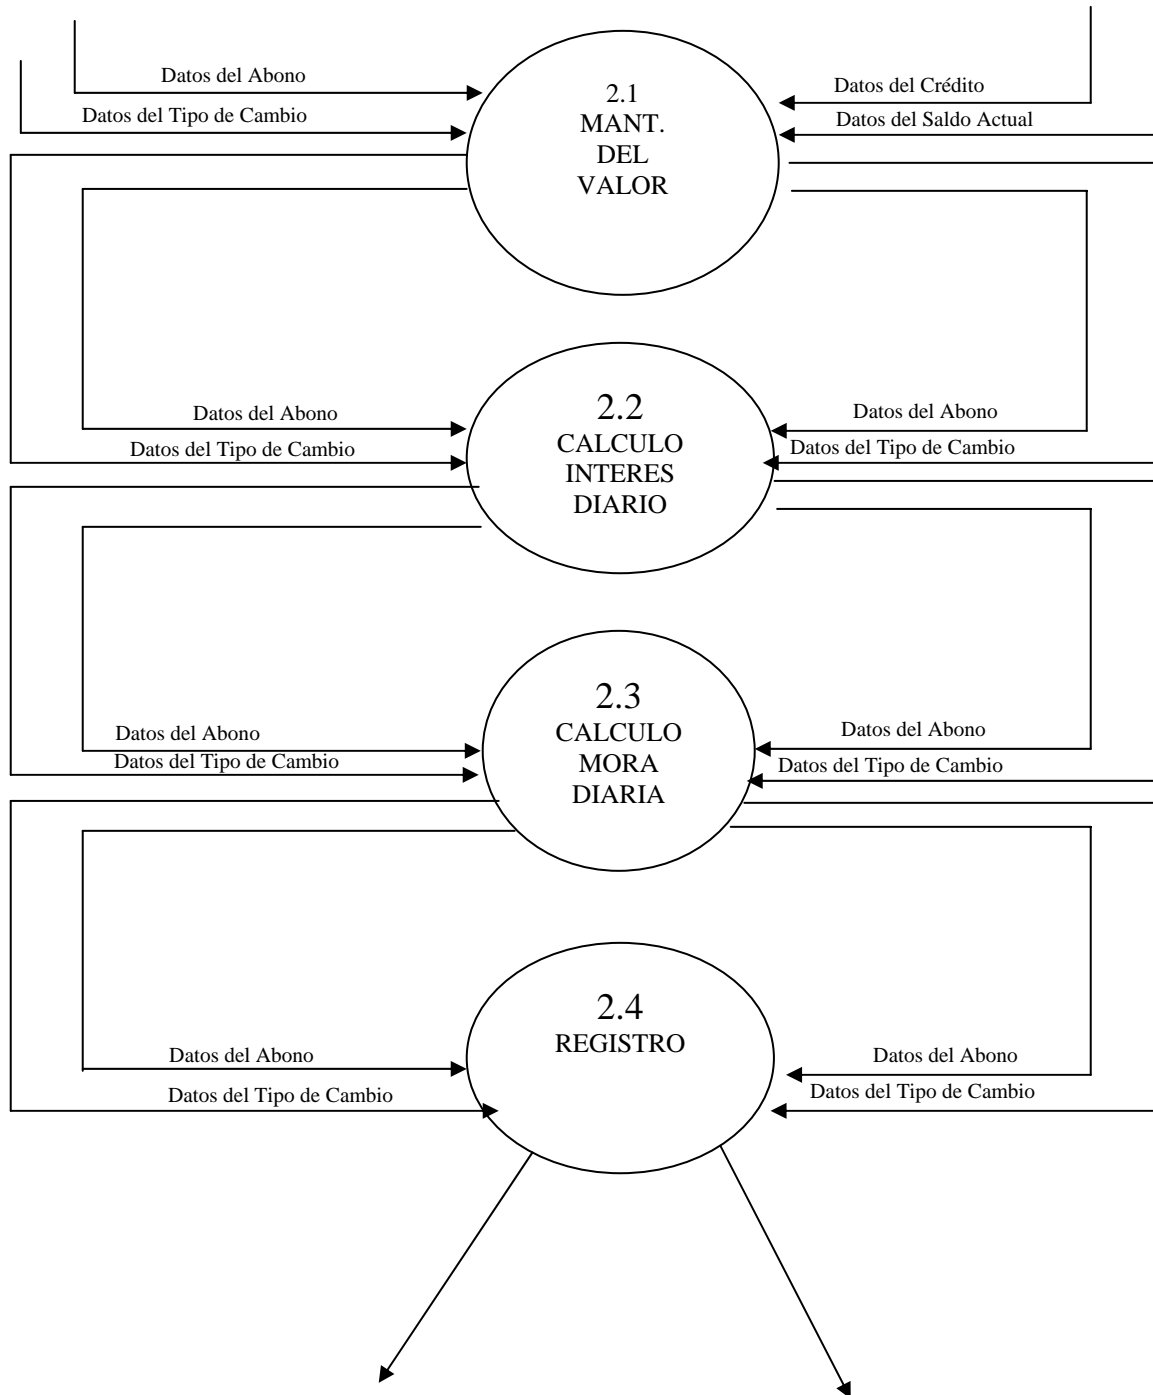 Datos del Abono
Datos del Tipo de Cambio
2.1
MANT.
DEL
VALOR
Datos del Crédito
Datos del Saldo Actual
Datos del Abono
Datos del Tipo de Cambio
2.2
CALCULO
INTERES
DIARIO
Datos del Abono
Datos del Tipo de Cambio
Datos del Abono
Datos del Tipo de Cambio
2.3
CALCULO
MORA
DIARIA
Datos del Abono
Datos del Tipo de Cambio
Datos del Abono
Datos del Tipo de Cambio
2.4
REGISTRO
Datos del Abono
Datos del Tipo de Cambio